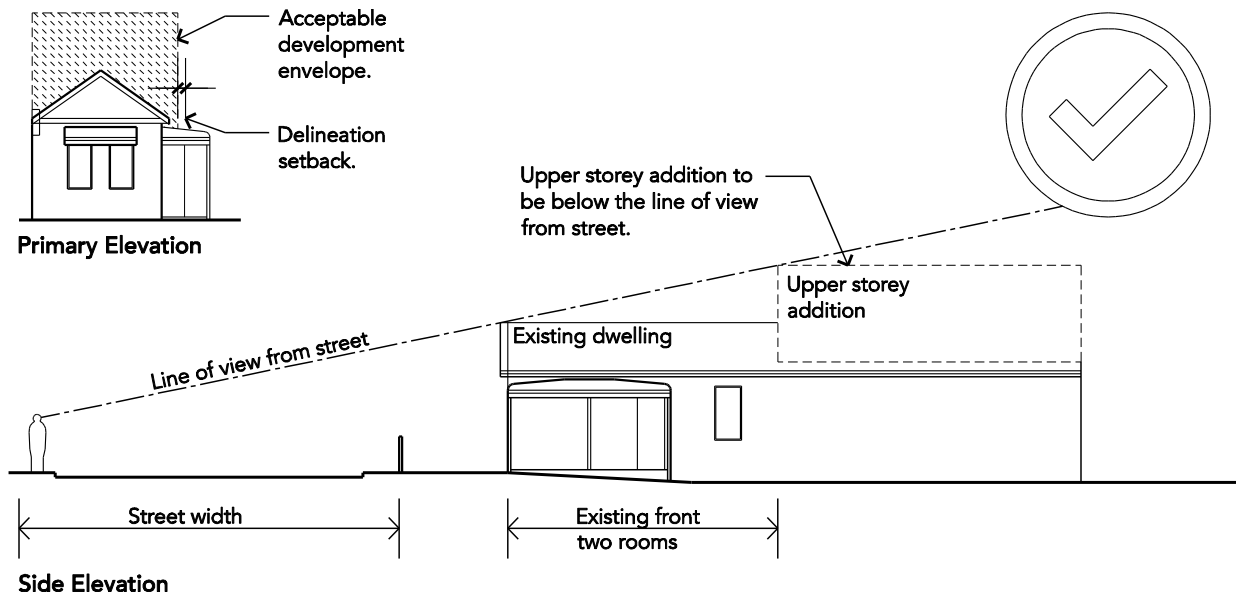 Acceptable
development
envelope.
Delineation
setback.
Primary Elevation
Upper storey addition to
be below the line of view
from street.
Upper storey
addition
Existing dwelling
Line of view from street
Street width
Existing front
two rooms
Side Elevation